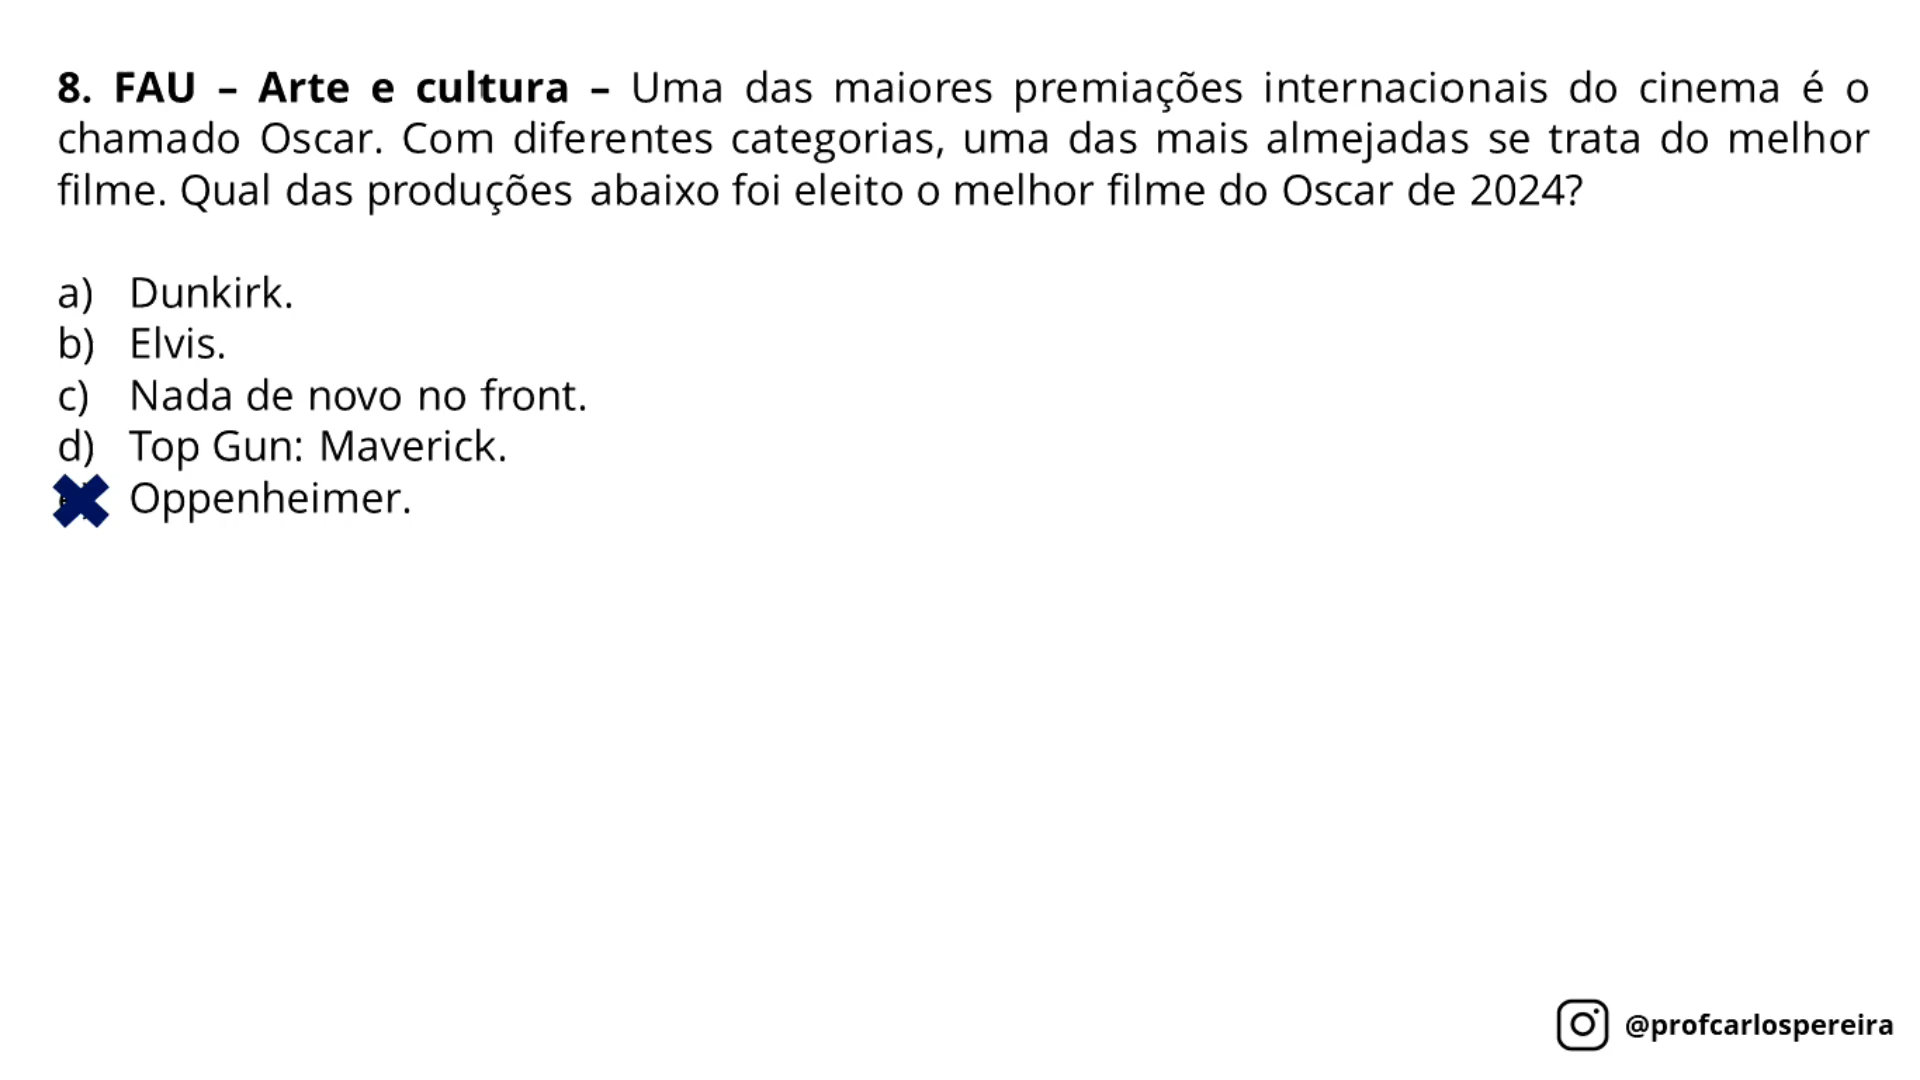 8. FAU – Arte e cultura – Uma das maiores premiações internacionais do cinema é o
chamado Oscar. Com diferentes categorias, uma das mais almejadas se trata do melhor
filme. Qual das produções abaixo foi eleito o melhor filme do Oscar de 2024?
a) Dunkirk.
b) Elvis.
c) Nada de novo no front.
d) Top Gun: Maverick.
Oppenheimer.
@profcarlospereira